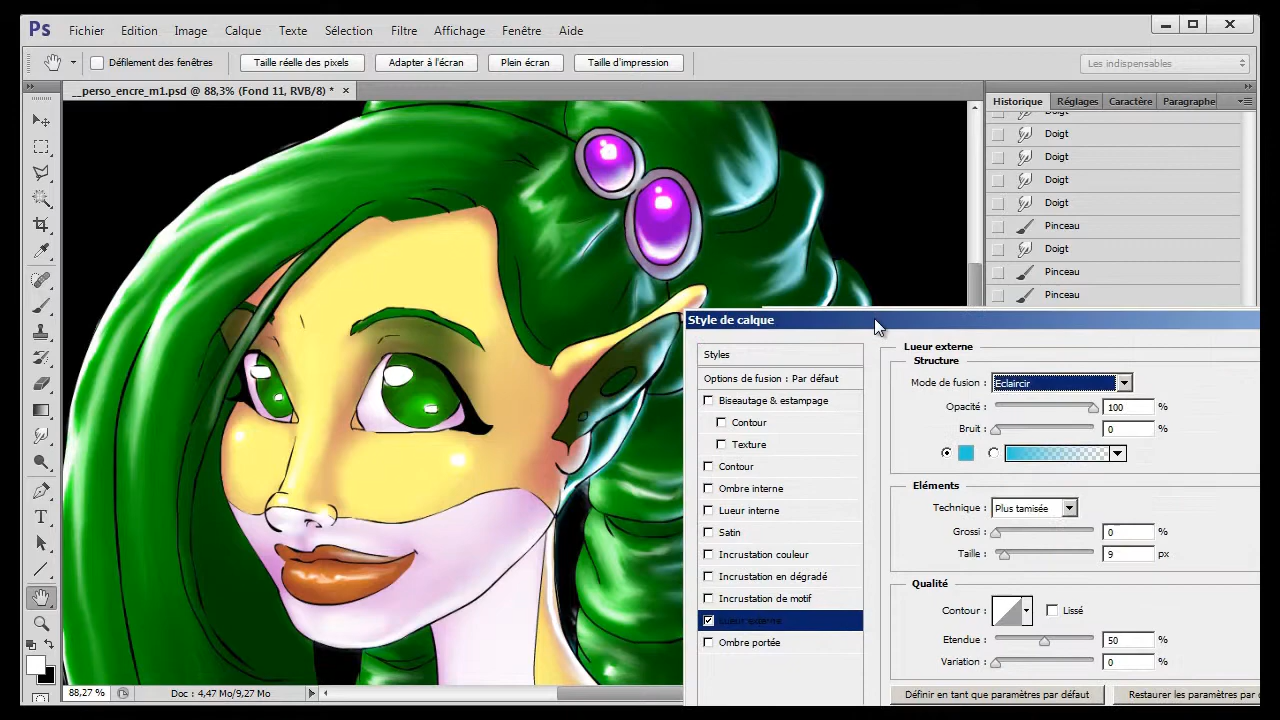 Ps Fichier Edition Image Calque Texte Sélection Filtre Affichage Fenêtre Aide
Défilement des fenêtres Taille réelle des pixels Adapter à l'écran Plein écran Taille d'impression Les indispensables
__perso_encre_m1.psd @ 88,3% (Fond 11, RVB/8) * ×
Historique Réglages Caractère Paragraphe
Doigt
Doigt
Doigt
Doigt
Pinceau
Doigt
Pinceau
Pinceau
Style de calque
Styles
Options de fusion : Par défaut
Biseautage & estampage
Contour
Texture
Contour
Ombre interne
Lueur interne
Satin
Incrustation couleur
Incrustation en dégradé
Incrustation de motif
Lueur externe
Ombre portée
Lueur externe
Structure
Mode de fusion : Eclaircir
Opacité : 100 %
Bruit : 0 %
Eléments
Technique : Plus tamisée
Grossi : 0 %
Taille : 9 px
Qualité
Contour : Lissé
Etendue : 50 %
Variation : 0 %
Définir en tant que paramètres par défaut Restaurer les paramètres par
88,27 % Doc : 4,47 Mo/9,27 Mo